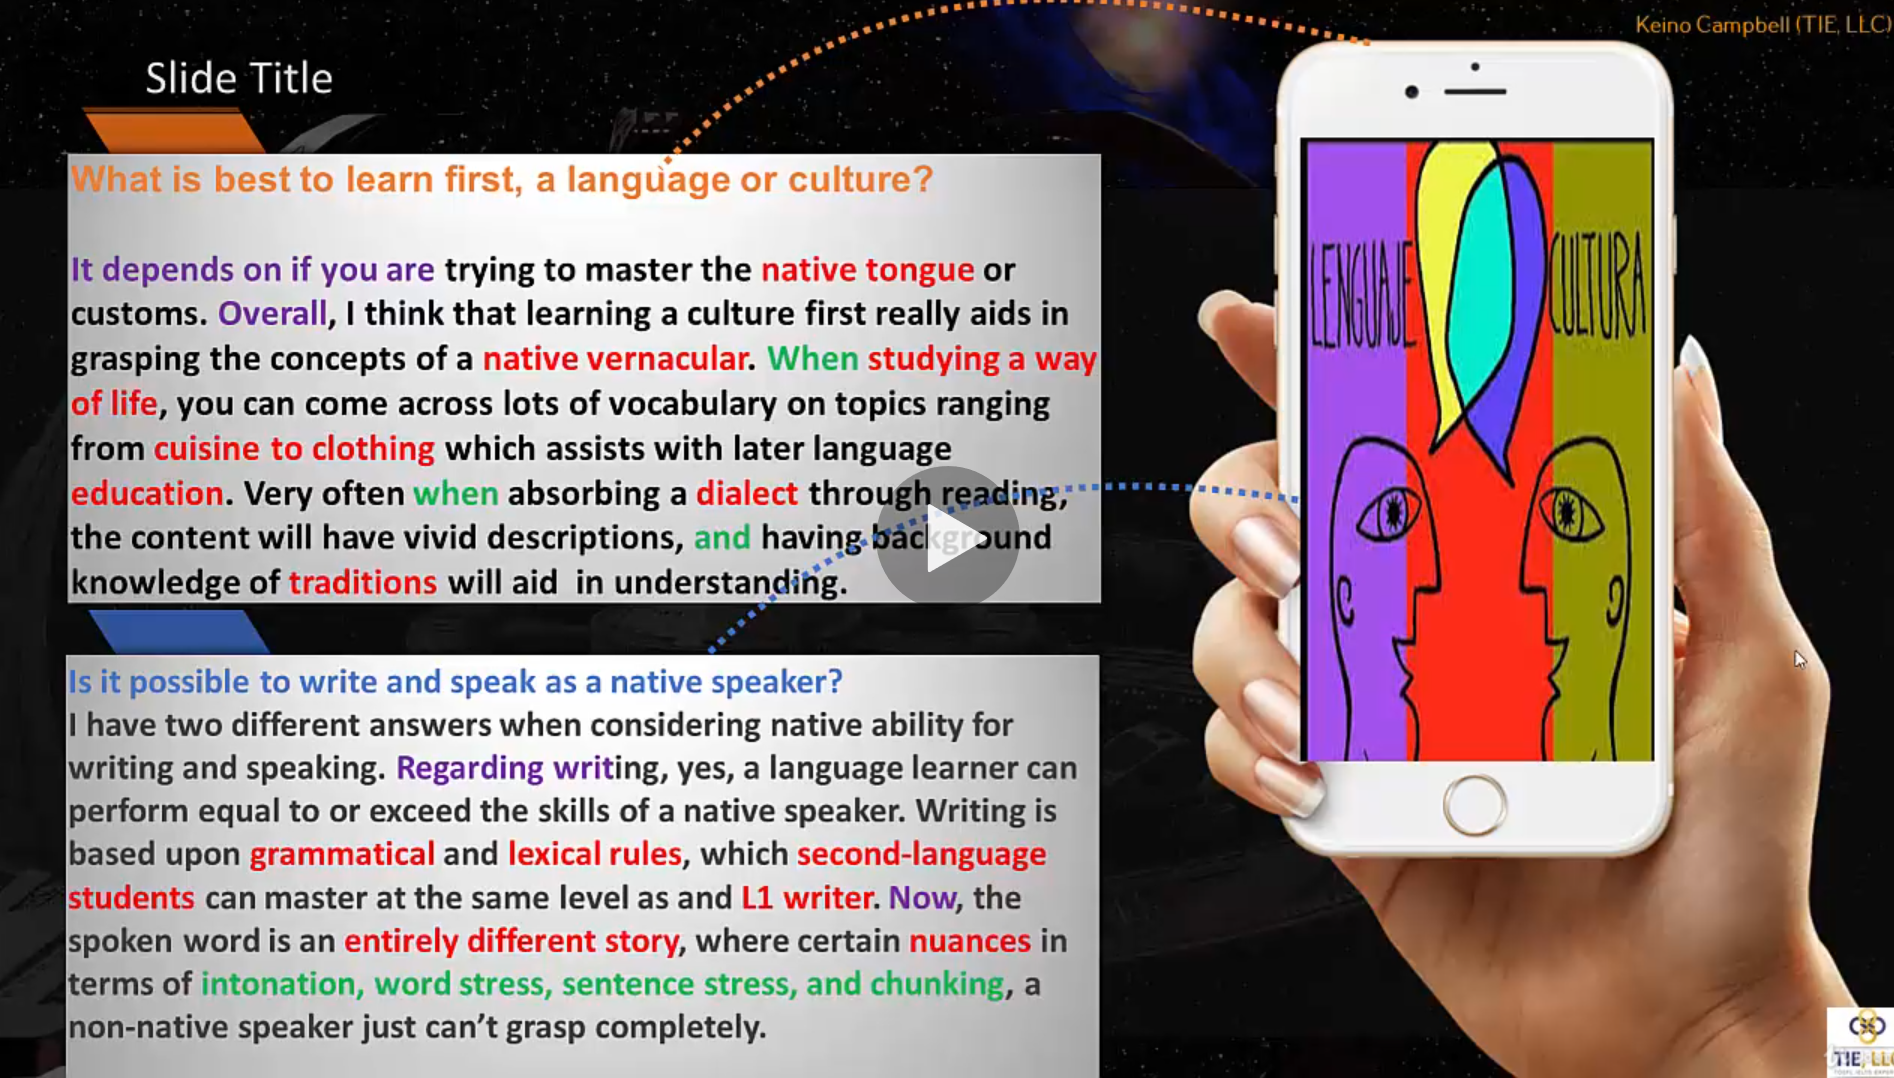 Keino Campbell (TIE, LLC)
Slide Title
What is best to learn first, a language or culture?
It depends on if you are trying to master the native tongue or
customs. Overall, I think that learning a culture first really aids in
grasping the concepts of a native vernacular. When studying a way
of life, you can come across lots of vocabulary on topics ranging
from cuisine to clothing which assists with later language
education. Very often when absorbing a dialect through reading,
the content will have vivid descriptions, and having background
knowledge of traditions will aid  in understanding.
Is it possible to write and speak as a native speaker?
I have two different answers when considering native ability for
writing and speaking. Regarding writing, yes, a language learner can
perform equal to or exceed the skills of a native speaker. Writing is
based upon grammatical and lexical rules, which second-language
students can master at the same level as and L1 writer. Now, the
spoken word is an entirely different story, where certain nuances in
terms of intonation, word stress, sentence stress, and chunking, a
non-native speaker just can't grasp completely.
LENGUAJE
CULTURA
TIE, LLC